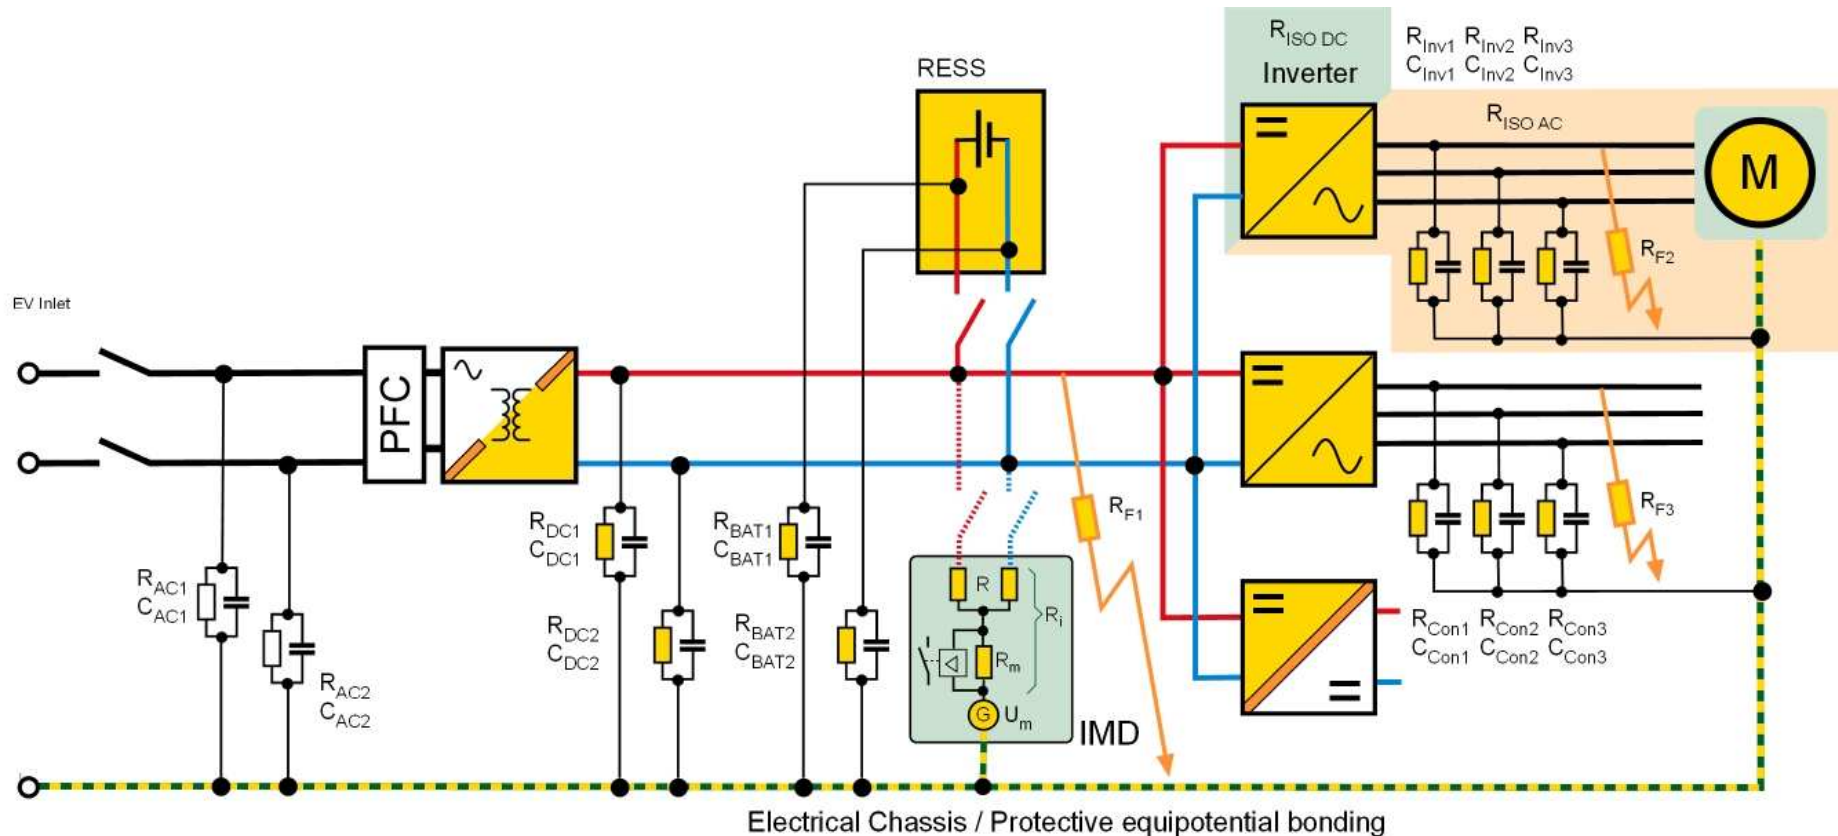 R_ISO DC
Inverter
R_Inv1 R_Inv2 R_Inv3
C_Inv1 C_Inv2 C_Inv3
RESS
R_ISO AC
M
R_F2
EV Inlet
PFC
R_F1
R_F3
R_DC1
C_DC1
R_BAT1
C_BAT1
R_AC1
C_AC1
R
R_i
R_DC2
C_DC2
R_BAT2
C_BAT2
R_m
R_Con1 R_Con2 R_Con3
C_Con1 C_Con2 C_Con3
R_AC2
C_AC2
G
U_m
IMD
Electrical Chassis / Protective equipotential bonding